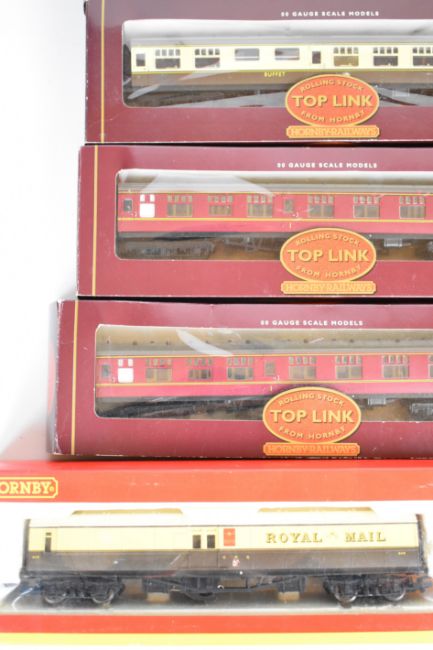 00 GAUGE SCALE MODELS
BUFFET
ROLLING STOCK
TOP LINK
FROM HORNBY
HORNBY·RAILWAYS
00 GAUGE SCALE MODELS
ROLLING STOCK
TOP LINK
FROM HORNBY
HORNBY·RAILWAYS
00 GAUGE SCALE MODELS
ROLLING STOCK
TOP LINK
FROM HORNBY
HORNBY·RAILWAYS
ORNBY®
ROYAL MAIL